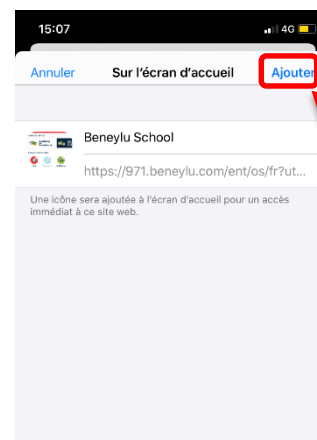 15:07 4G
Annuler Sur l'écran d'accueil Ajouter
Beneylu School
https://971.beneylu.com/ent/os/fr?ut...
Une icône sera ajoutée à l'écran d'accueil pour un accès
immédiat à ce site web.